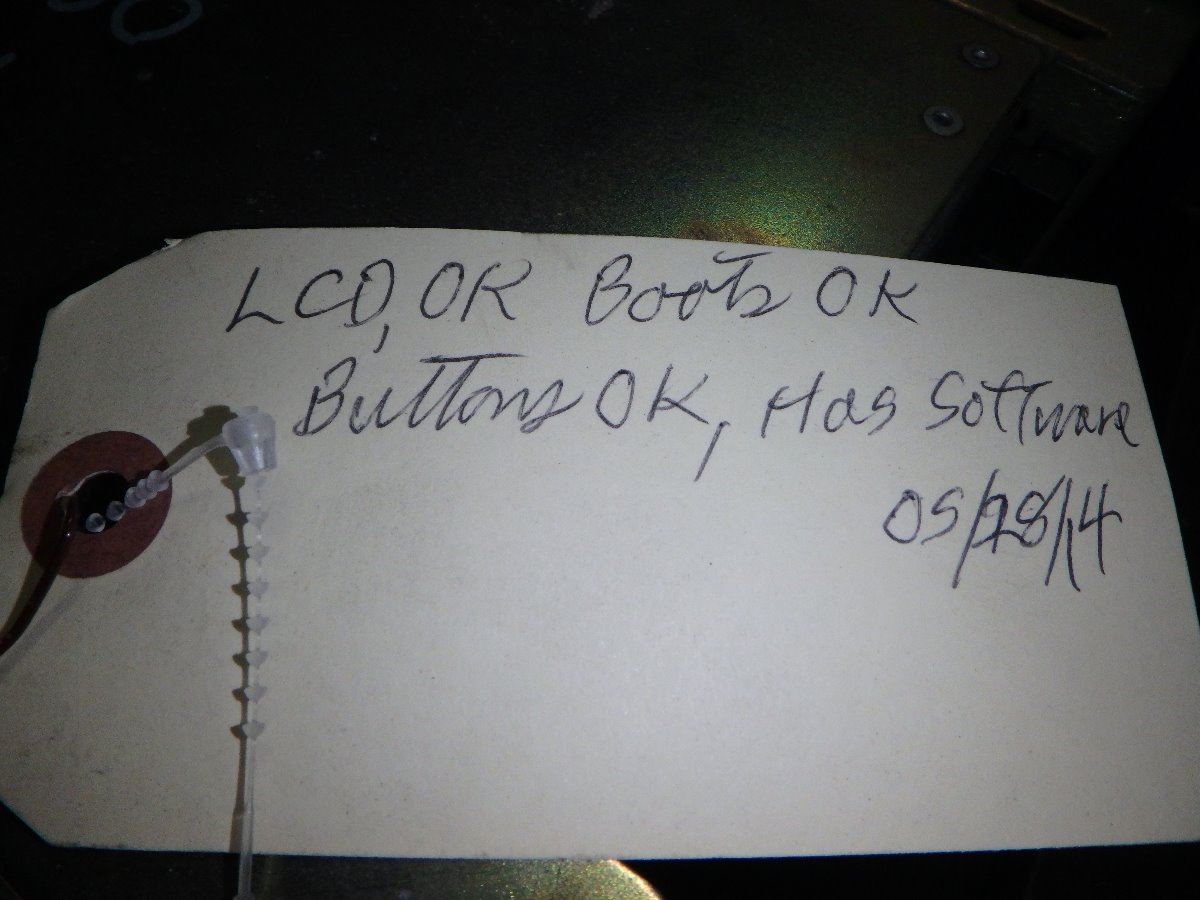 LCD, OK Boots OK
Buttons OK, Has Software
05/28/14